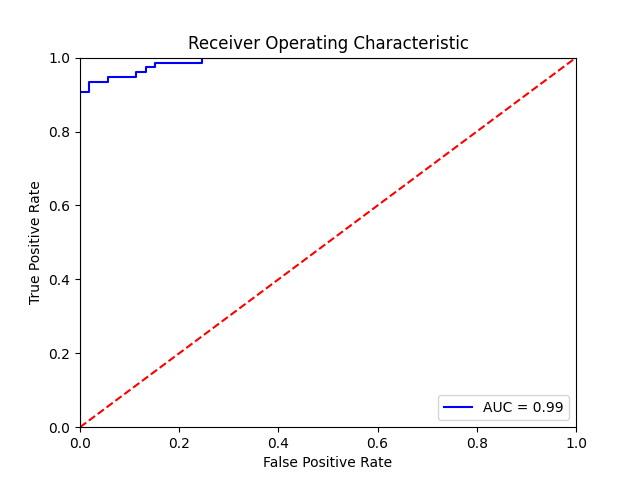 Receiver Operating Characteristic
1.0
0.8
0.6
0.4
0.2
0.0
True Positive Rate
AUC = 0.99
0.0 0.2 0.4 0.6 0.8 1.0
False Positive Rate